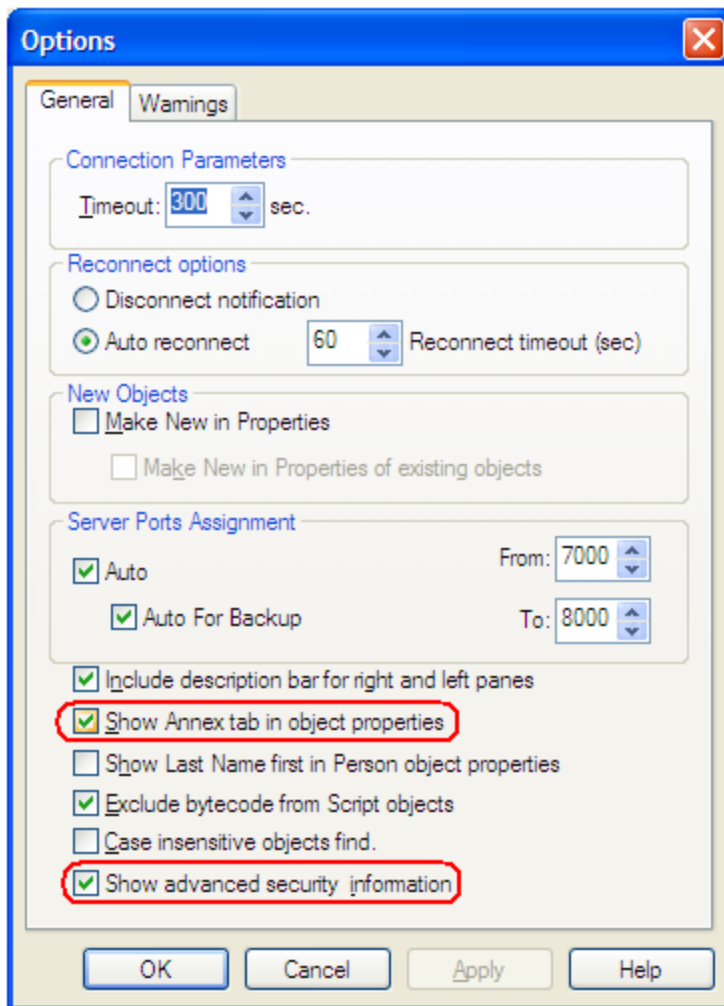 Options
General Warnings
Connection Parameters
Timeout: 300 sec.
Reconnect options
Disconnect notification
Auto reconnect 60 Reconnect timeout (sec)
New Objects
Make New in Properties
Make New in Properties of existing objects
Server Ports Assignment
Auto From: 7000
Auto For Backup To: 8000
Include description bar for right and left panes
Show Annex tab in object properties
Show Last Name first in Person object properties
Exclude bytecode from Script objects
Case insensitive objects find.
Show advanced security information
OK Cancel Apply Help